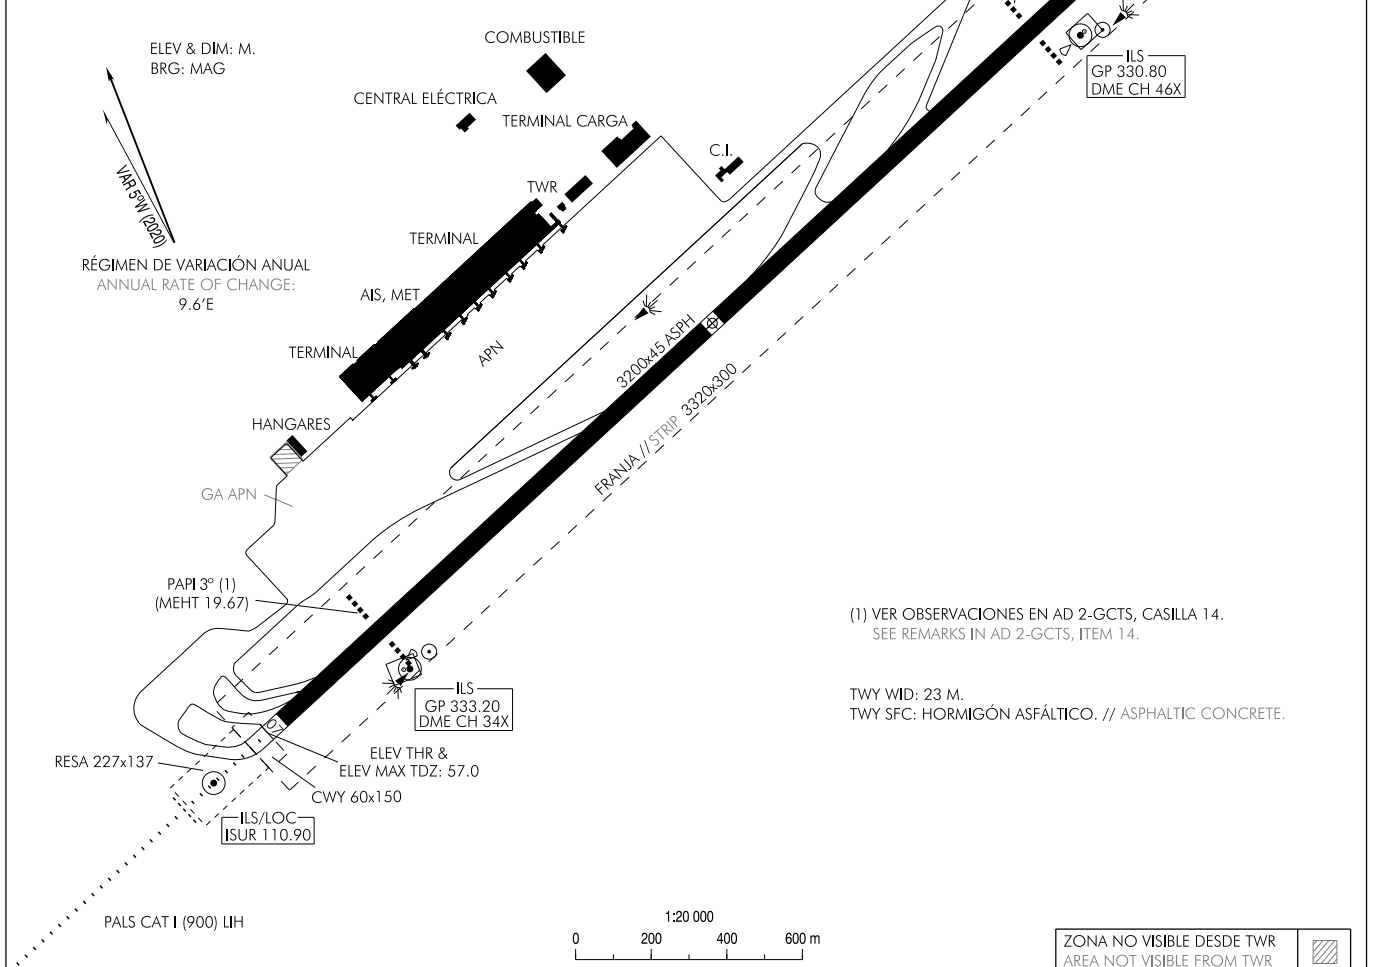 ELEV & DIM: M.
BRG: MAG
COMBUSTIBLE
CENTRAL ELÉCTRICA
TERMINAL CARGA
C.I.
ILS
GP 330.80
DME CH 46X
VAR 5ºW (2020)
TWR
TERMINAL
RÉGIMEN DE VARIACIÓN ANUAL
ANNUAL RATE OF CHANGE:
9.6'E
AIS, MET
TERMINAL
APN
3200x45 ASPH
FRANJA // STRIP 3320x300
HANGARES
GA APN
PAPI 3º (1)
(MEHT 19.67)
(1) VER OBSERVACIONES EN AD 2-GCTS, CASILLA 14.
SEE REMARKS IN AD 2-GCTS, ITEM 14.
TWY WID: 23 M.
TWY SFC: HORMIGÓN ASFÁLTICO. // ASPHALTIC CONCRETE.
ILS
GP 333.20
DME CH 34X
07
RESA 227x137
ELEV THR &
ELEV MAX TDZ: 57.0
CWY 60x150
ILS/LOC
ISUR 110.90
PALS CAT I (900) LIH
1:20 000
0 200 400 600 m
ZONA NO VISIBLE DESDE TWR
AREA NOT VISIBLE FROM TWR